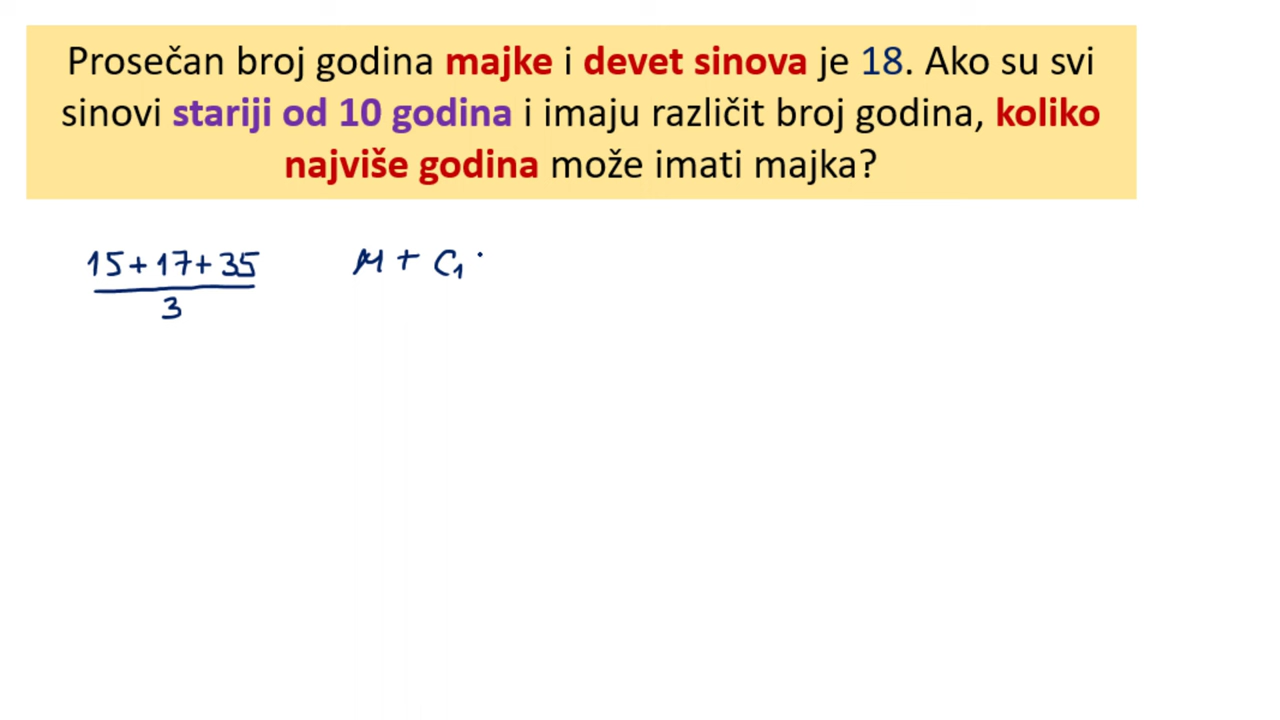 Prosečan broj godina majke i devet sinova je 18. Ako su svi
sinovi stariji od 10 godina i imaju različit broj godina, koliko
najviše godina može imati majka?
15+17+35 M + C₁
3